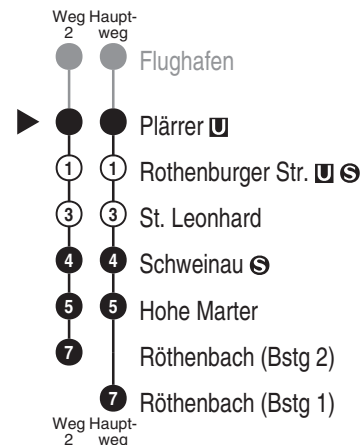 Weg Haupt-
2 weg
Flughafen
Plärrer U
1 1 Rothenburger Str. U S
3 3 St. Leonhard
4 4 Schweinau S
5 5 Hohe Marter
7 Röthenbach (Bstg 2)
7 Röthenbach (Bstg 1)
Weg Haupt-
2 weg